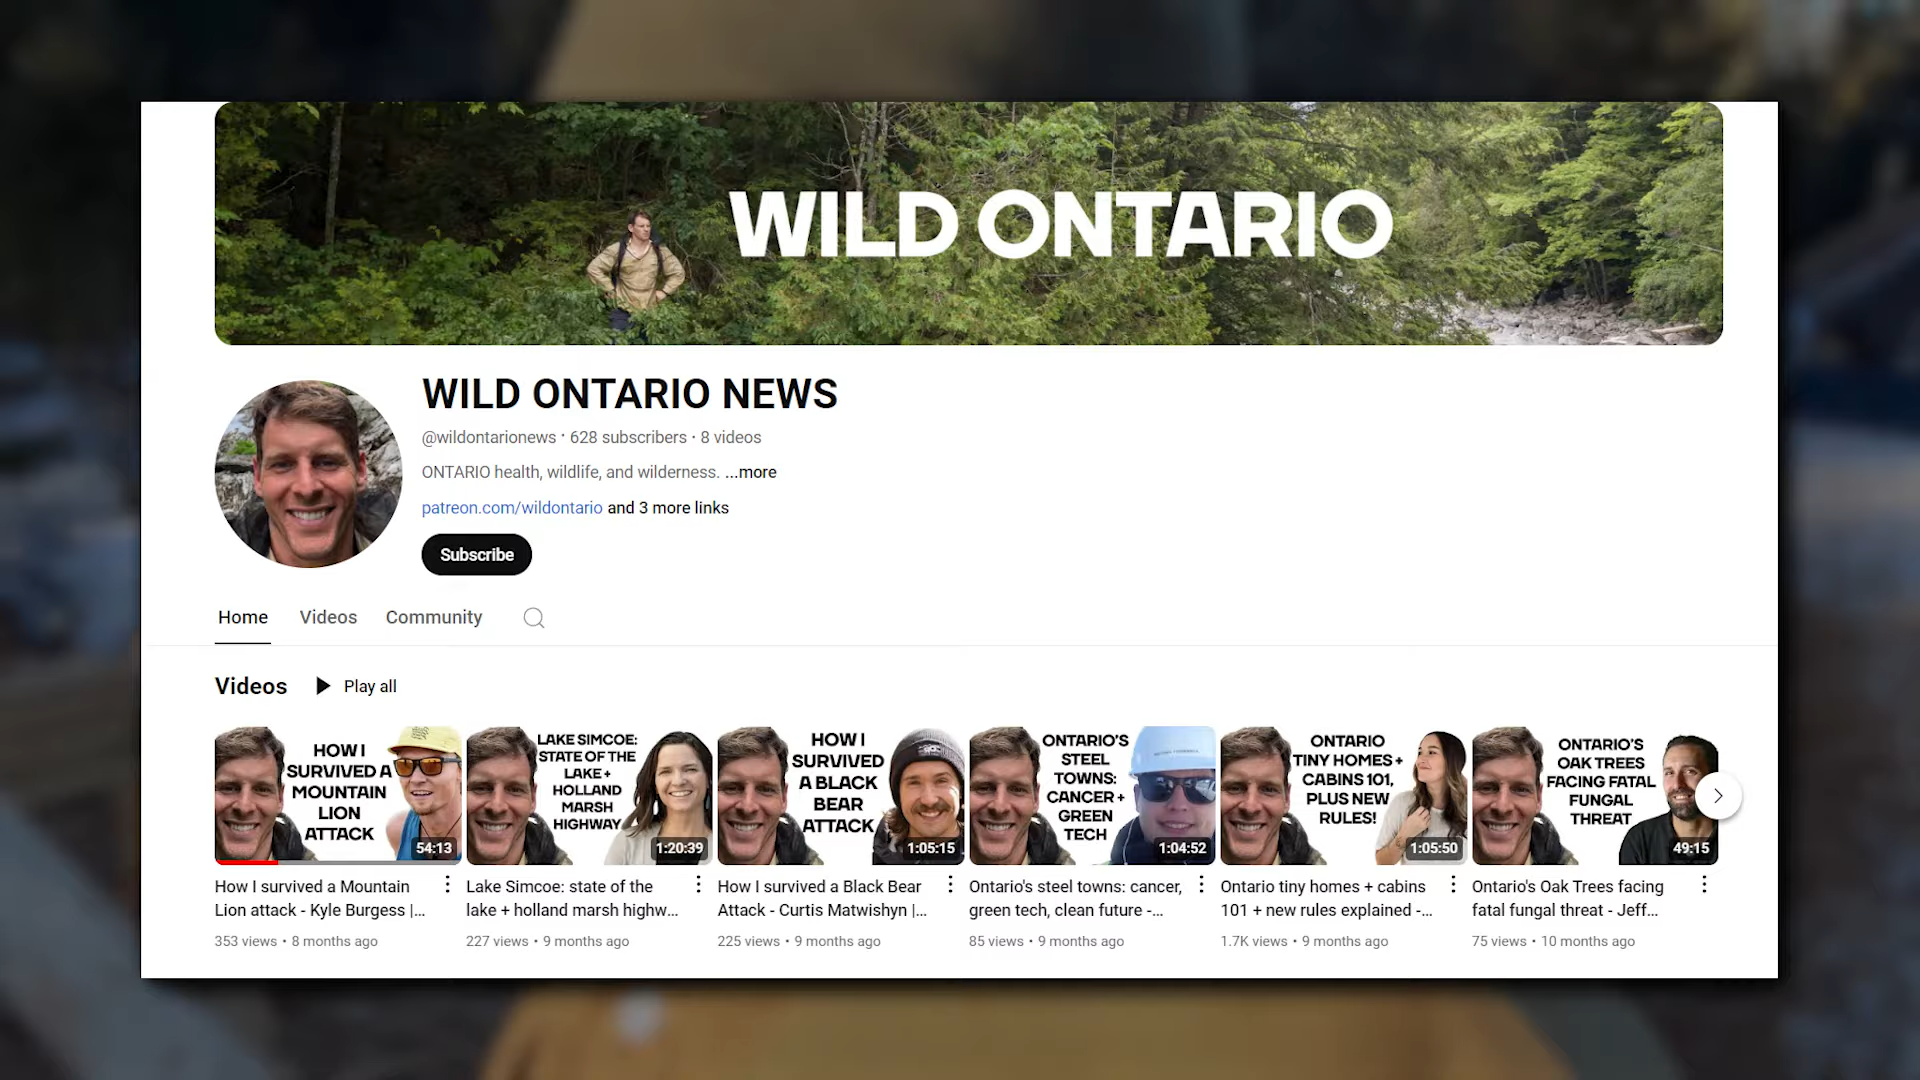 WILD ONTARIO
WILD ONTARIO NEWS
@wildontarionews · 628 subscribers · 8 videos
ONTARIO health, wildlife, and wilderness. ...more
patreon.com/wildontario and 3 more links
Subscribe
Home
Videos
Community
Videos
Play all
HOW I
SURVIVED A
MOUNTAIN
LION
ATTACK
54:13
How I survived a Mountain
Lion attack - Kyle Burgess |...
353 views • 8 months ago
LAKE SIMCOE:
STATE OF THE
LAKE +
HOLLAND
MARSH
HIGHWAY
1:20:39
Lake Simcoe: state of the
lake + holland marsh highw...
227 views • 9 months ago
HOW I
SURVIVED
A BLACK
BEAR
ATTACK
1:05:15
How I survived a Black Bear
Attack - Curtis Matwishyn |...
225 views • 9 months ago
ONTARIO'S
STEEL
TOWNS:
CANCER +
GREEN
TECH
1:04:52
Ontario's steel towns: cancer,
green tech, clean future -...
85 views • 9 months ago
ONTARIO
TINY HOMES +
CABINS 101,
PLUS NEW
RULES!
1:05:50
Ontario tiny homes + cabins
101 + new rules explained -...
1.7K views • 9 months ago
ONTARIO'S
OAK TREES
FACING FATAL
FUNGAL
THREAT
49:15
Ontario's Oak Trees facing
fatal fungal threat - Jeff...
75 views • 10 months ago